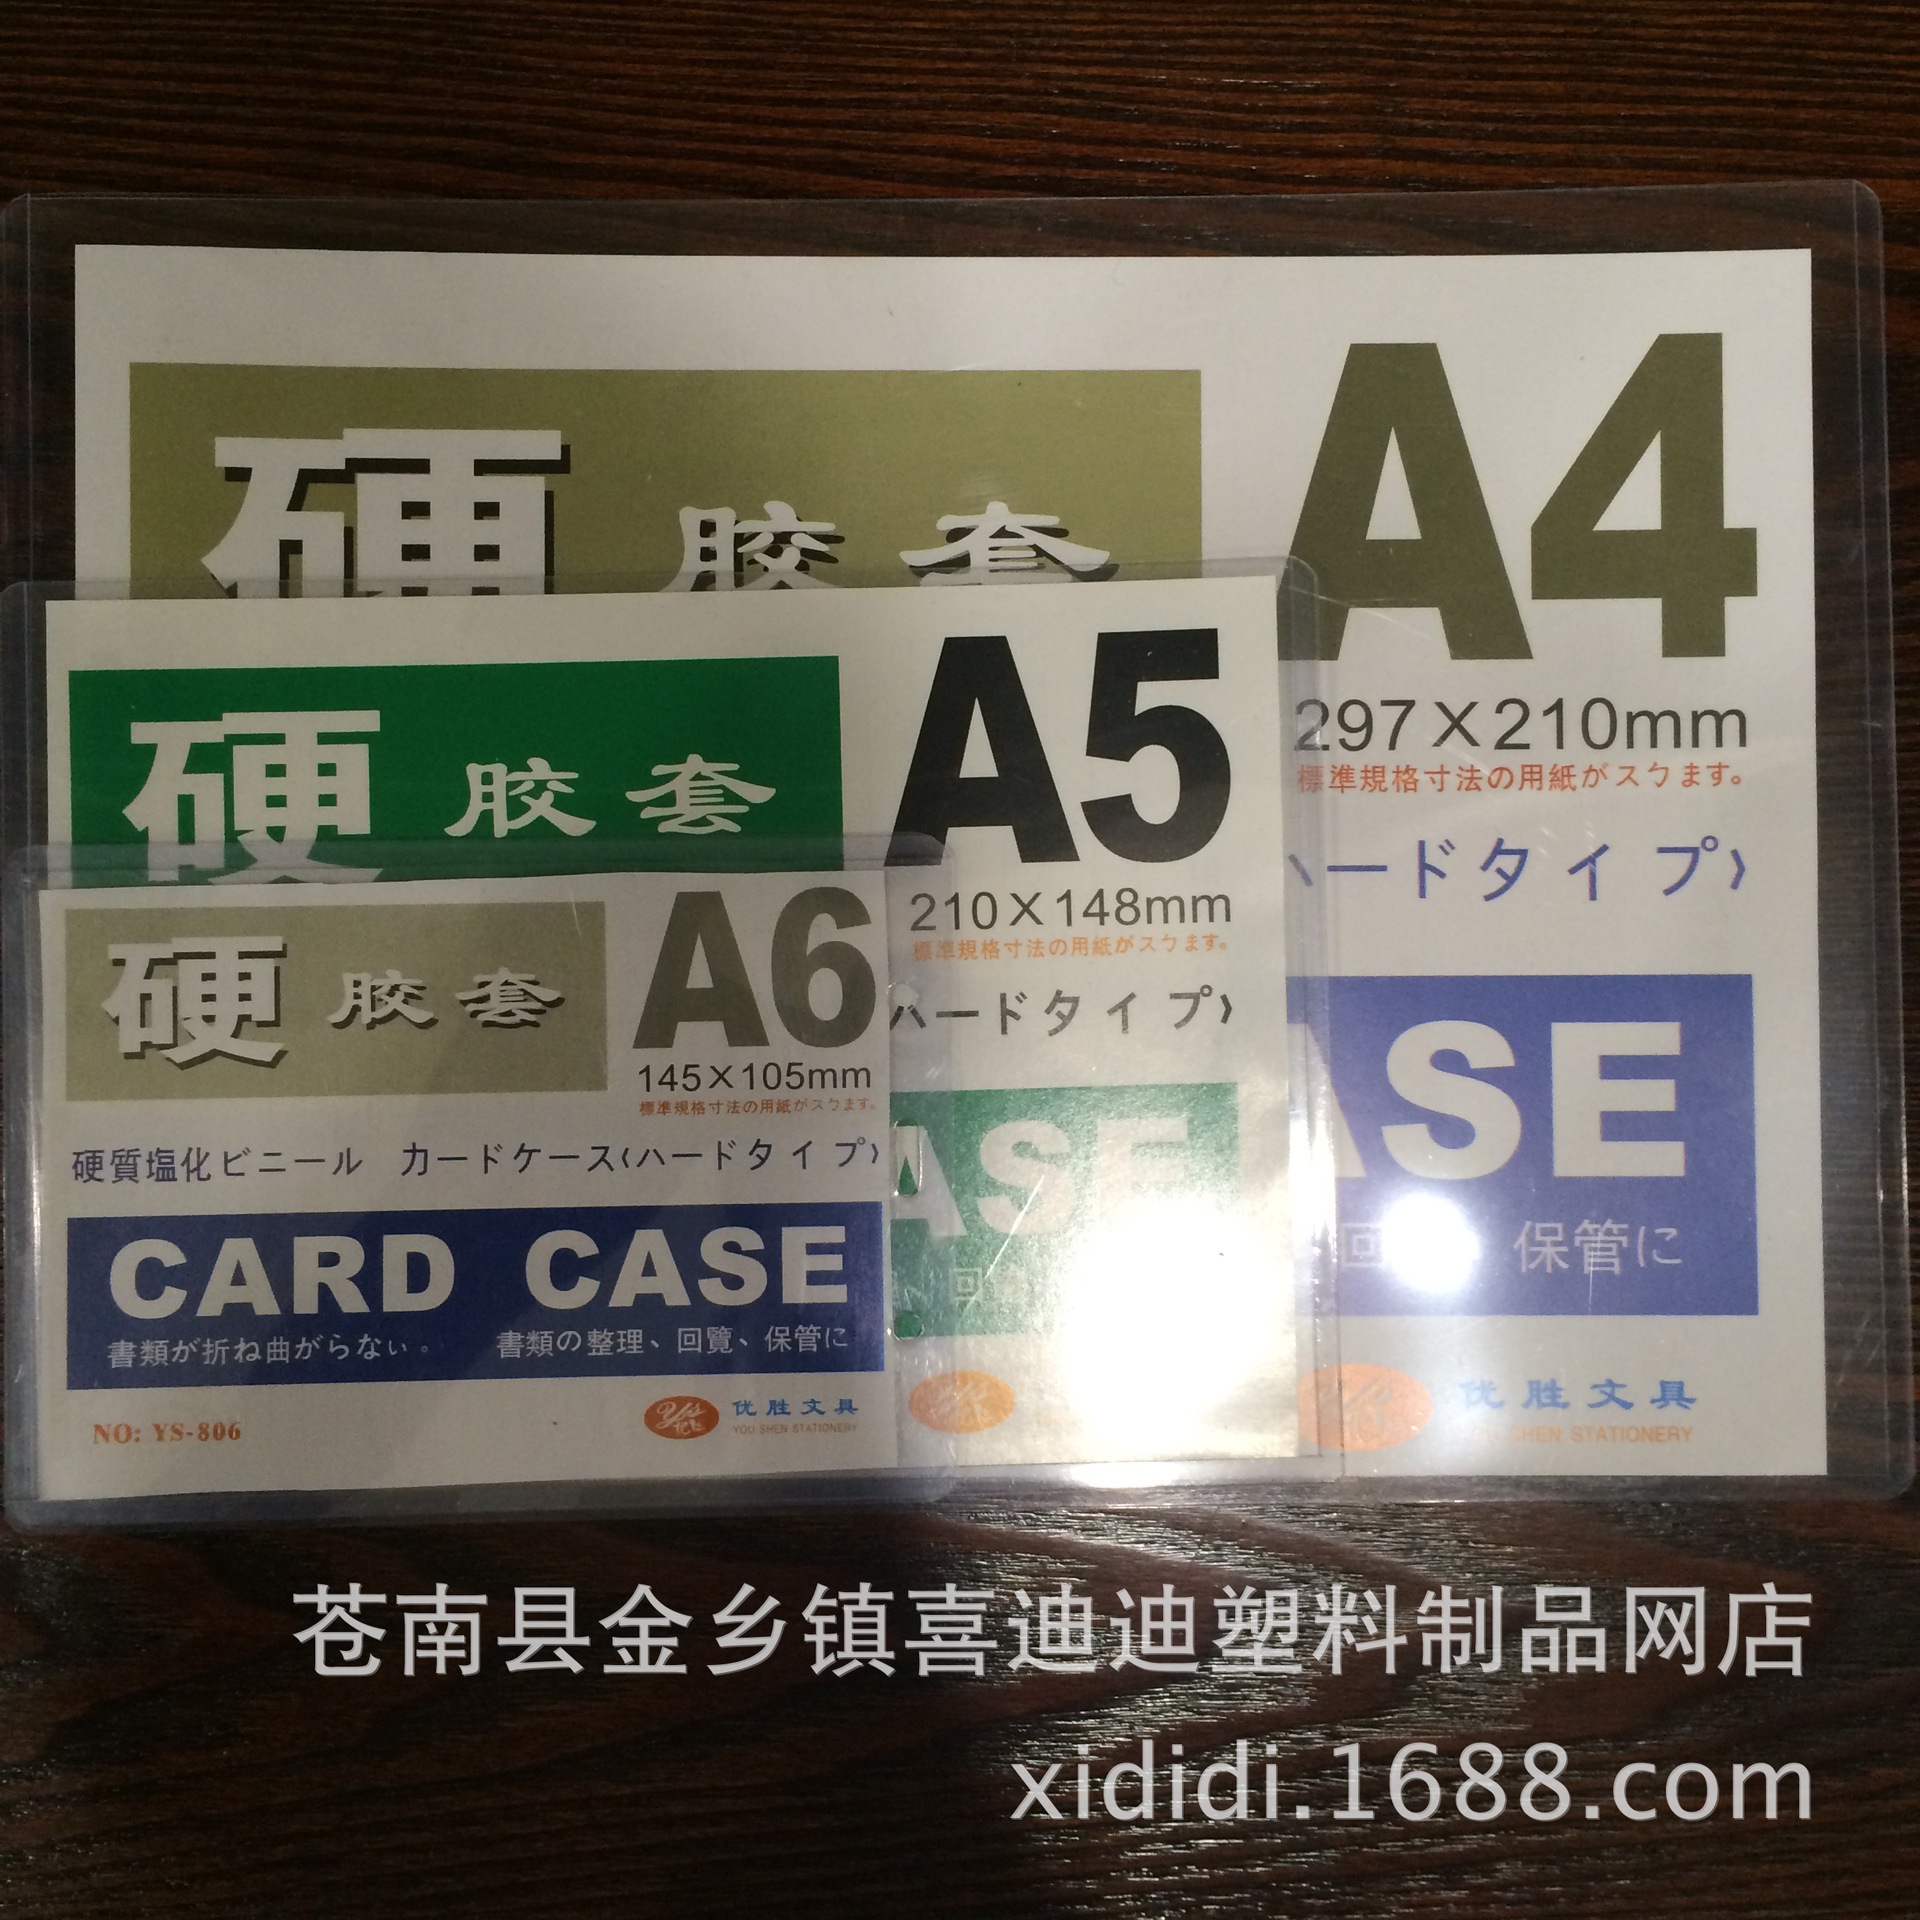 A4
硬 胶 套
297×210mm
標準規格寸法の用紙がスクます。
ハードタイプ〉
ASE
回 保管に
优胜文具
YOU SHEN STATIONERY
A5
硬 胶 套
210×148mm
標準規格寸法の用紙がスクます。
ハードタイプ〉
ASE
回
A6
硬 胶 套
145×105mm
標準規格寸法の用紙がスクます。
硬質塩化ビニール カードケース〈ハードタイプ〉
CARD CASE
書類が折ね曲がらない。 書類の整理、回覽、保管に
NO: YS-806
优胜文具
YOU SHEN STATIONERY
苍南县金乡镇喜迪迪塑料制品网店
xididi.1688.com